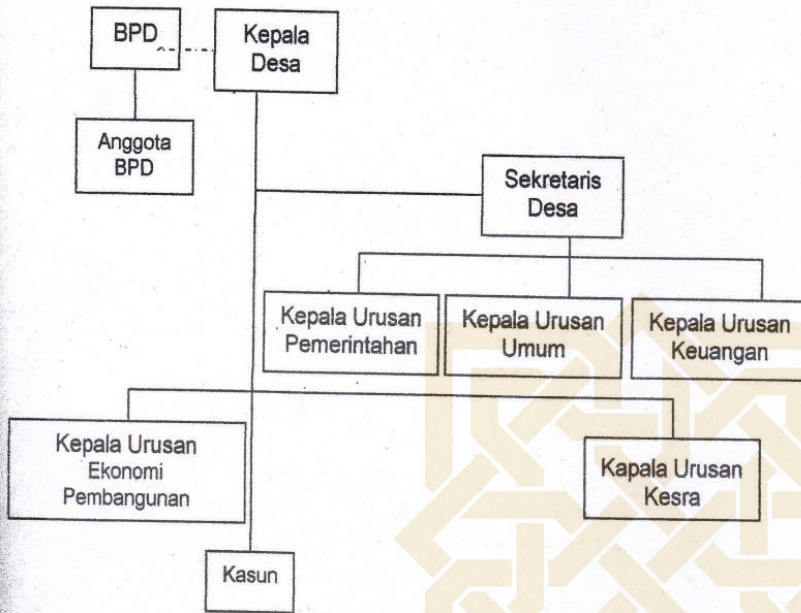 BPD
Kepala
Desa
Anggota
BPD
Sekretaris
Desa
Kepala Urusan
Pemerintahan
Kepala Urusan
Umum
Kepala Urusan
Keuangan
Kepala Urusan
Ekonomi
Pembangunan
Kapala Urusan
Kesra
Kasun